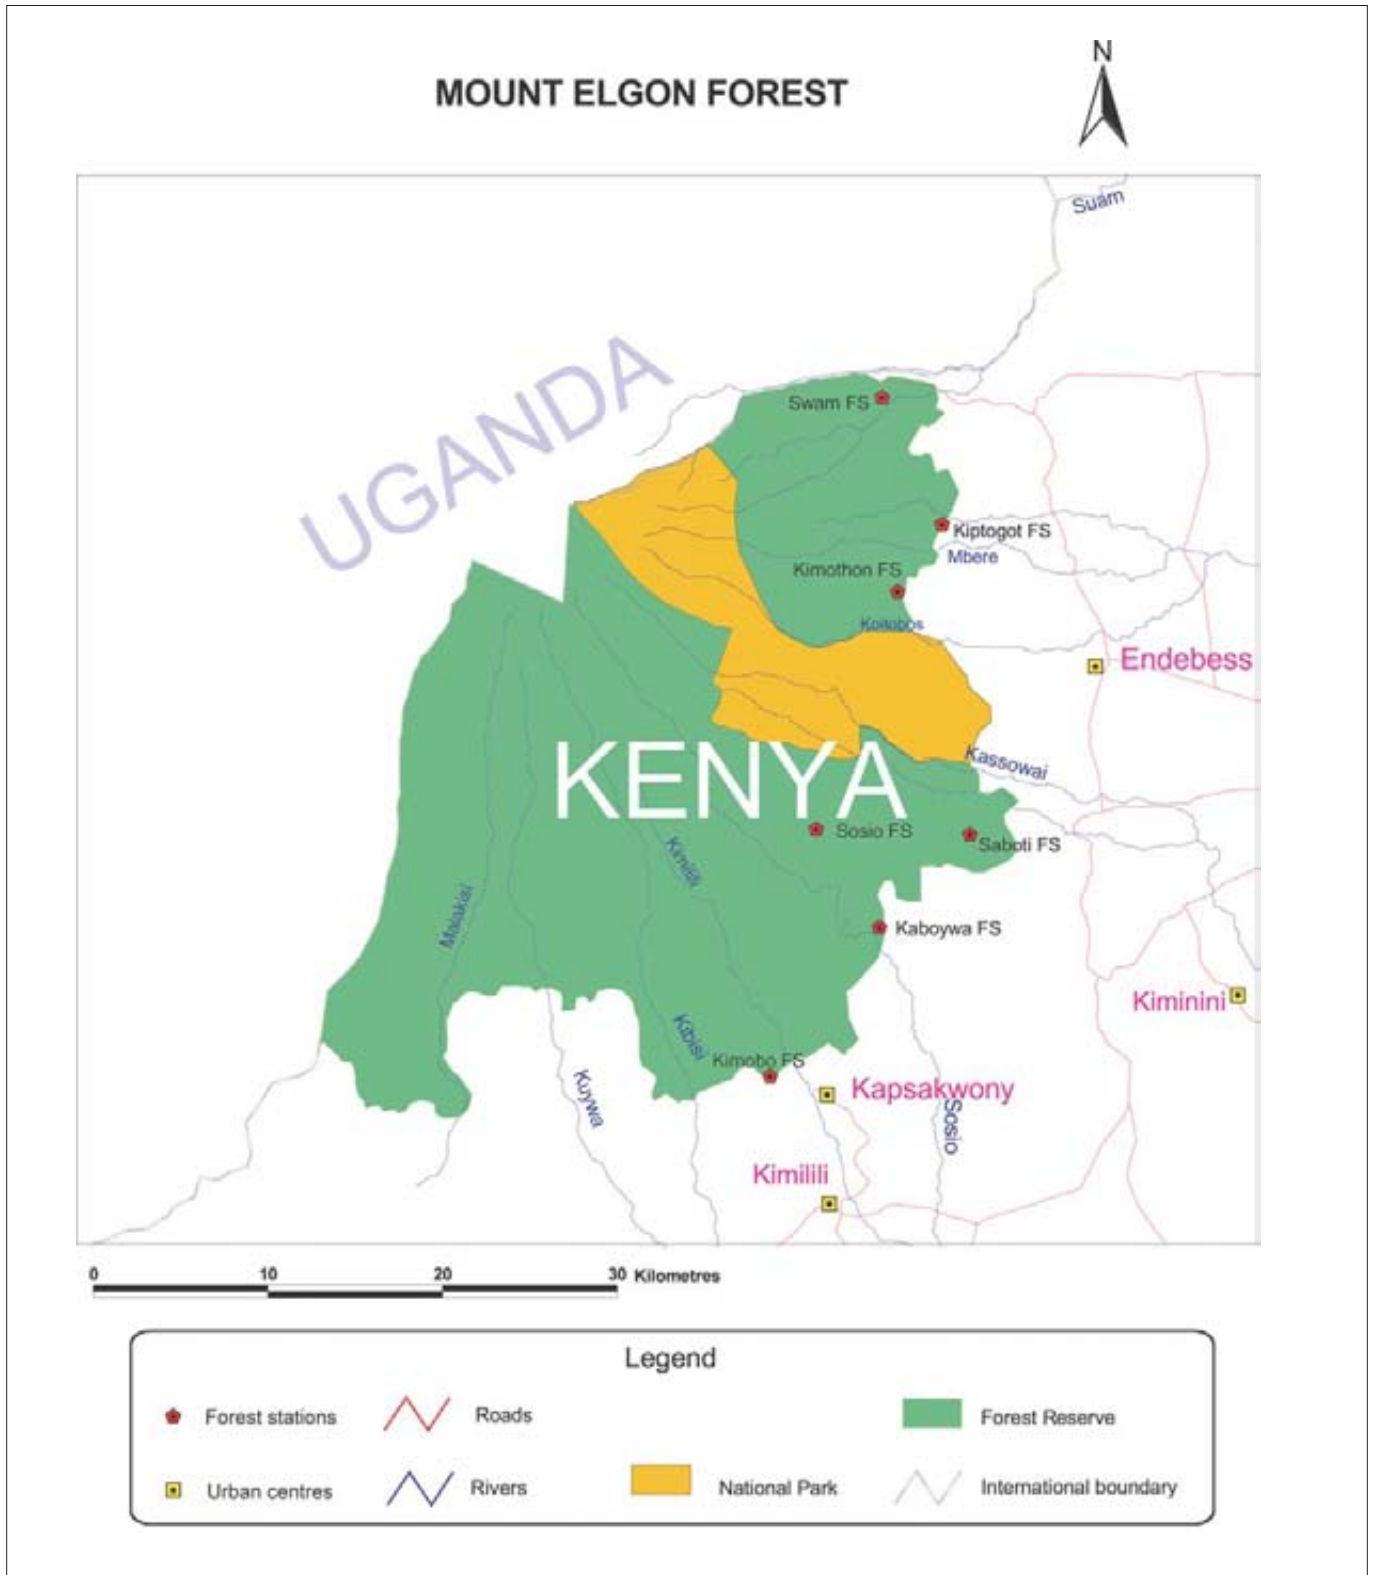 MOUNT ELGON FOREST
N
Suam
UGANDA
Swam FS
Kiptogot FS
Mbere
Kimothon FS
Koitobos
Endebess
KENYA
Kassowai
Sosio FS
Saboti FS
Kimilili
Malakisi
Kaboywa FS
Kiminini
Kibisi
Kimobo FS
Kapsakwony
Kuywa
Sosio
Kimilili
0 10 20 30 Kilometres
Legend
Forest stations
Roads
Forest Reserve
Urban centres
Rivers
National Park
International boundary